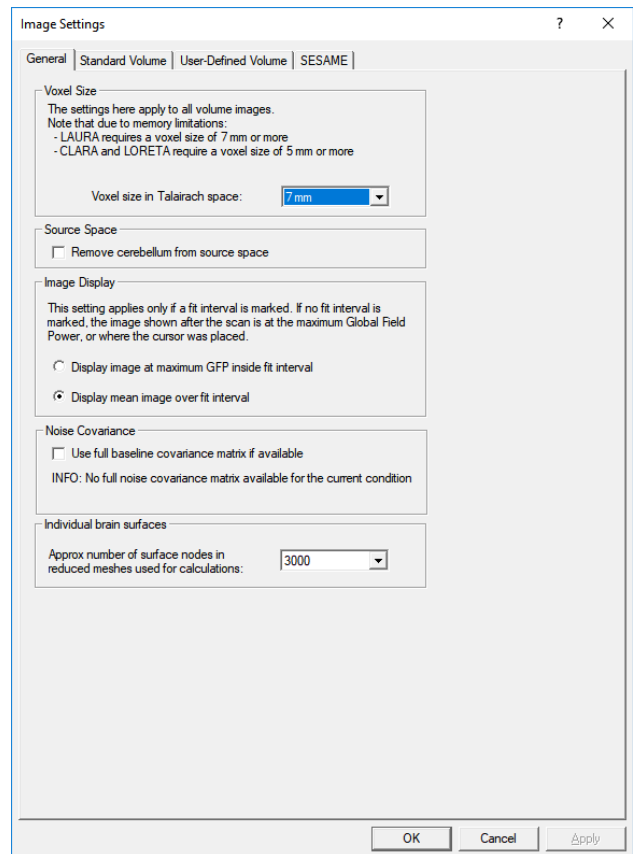 Image Settings
? ×
General Standard Volume User-Defined Volume SESAME
Voxel Size
The settings here apply to all volume images.
Note that due to memory limitations:
- LAURA requires a voxel size of 7 mm or more
- CLARA and LORETA require a voxel size of 5 mm or more
Voxel size in Talairach space: 7 mm
Source Space
Remove cerebellum from source space
Image Display
This setting applies only if a fit interval is marked. If no fit interval is
marked, the image shown after the scan is at the maximum Global Field
Power, or where the cursor was placed.
Display image at maximum GFP inside fit interval
Display mean image over fit interval
Noise Covariance
Use full baseline covariance matrix if available
INFO: No full noise covariance matrix available for the current condition
Individual brain surfaces
Approx number of surface nodes in
reduced meshes used for calculations: 3000
OK Cancel Apply